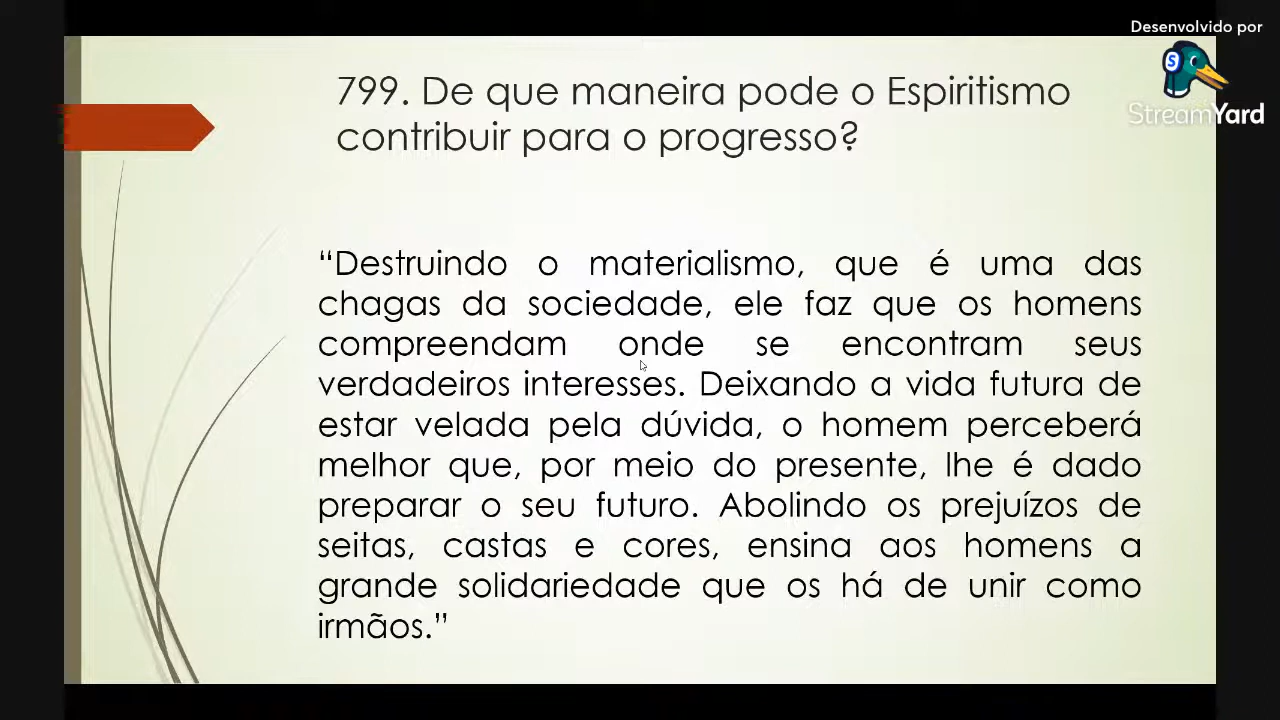 Desenvolvido por
S
StreamYard
799. De que maneira pode o Espiritismo
contribuir para o progresso?
“Destruindo o materialismo, que é uma das
chagas da sociedade, ele faz que os homens
compreendam onde se encontram seus
verdadeiros interesses. Deixando a vida futura de
estar velada pela dúvida, o homem perceberá
melhor que, por meio do presente, lhe é dado
preparar o seu futuro. Abolindo os prejuízos de
seitas, castas e cores, ensina aos homens a
grande solidariedade que os há de unir como
irmãos.”